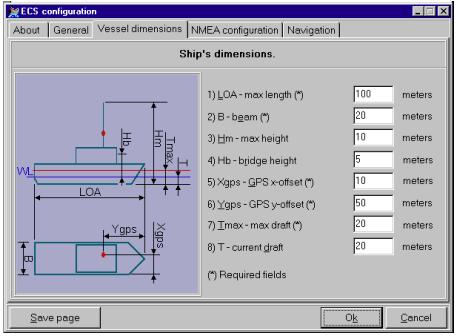 ECS configuration
About General Vessel dimensions NMEA configuration Navigation
Ship's dimensions.
1) LOA - max length (*) 100 meters
2) B - beam (*) 20 meters
3) Hm - max height 10 meters
4) Hb - bridge height 5 meters
5) Xgps - GPS x-offset (*) 10 meters
6) Ygps - GPS y-offset (*) 50 meters
7) Tmax - max draft (*) 20 meters
8) T - current draft 20 meters
(*) Required fields
Hb
Hm
Tmax
T
WL
LOA
Ygps
Xgps
B
Save page Ok Cancel